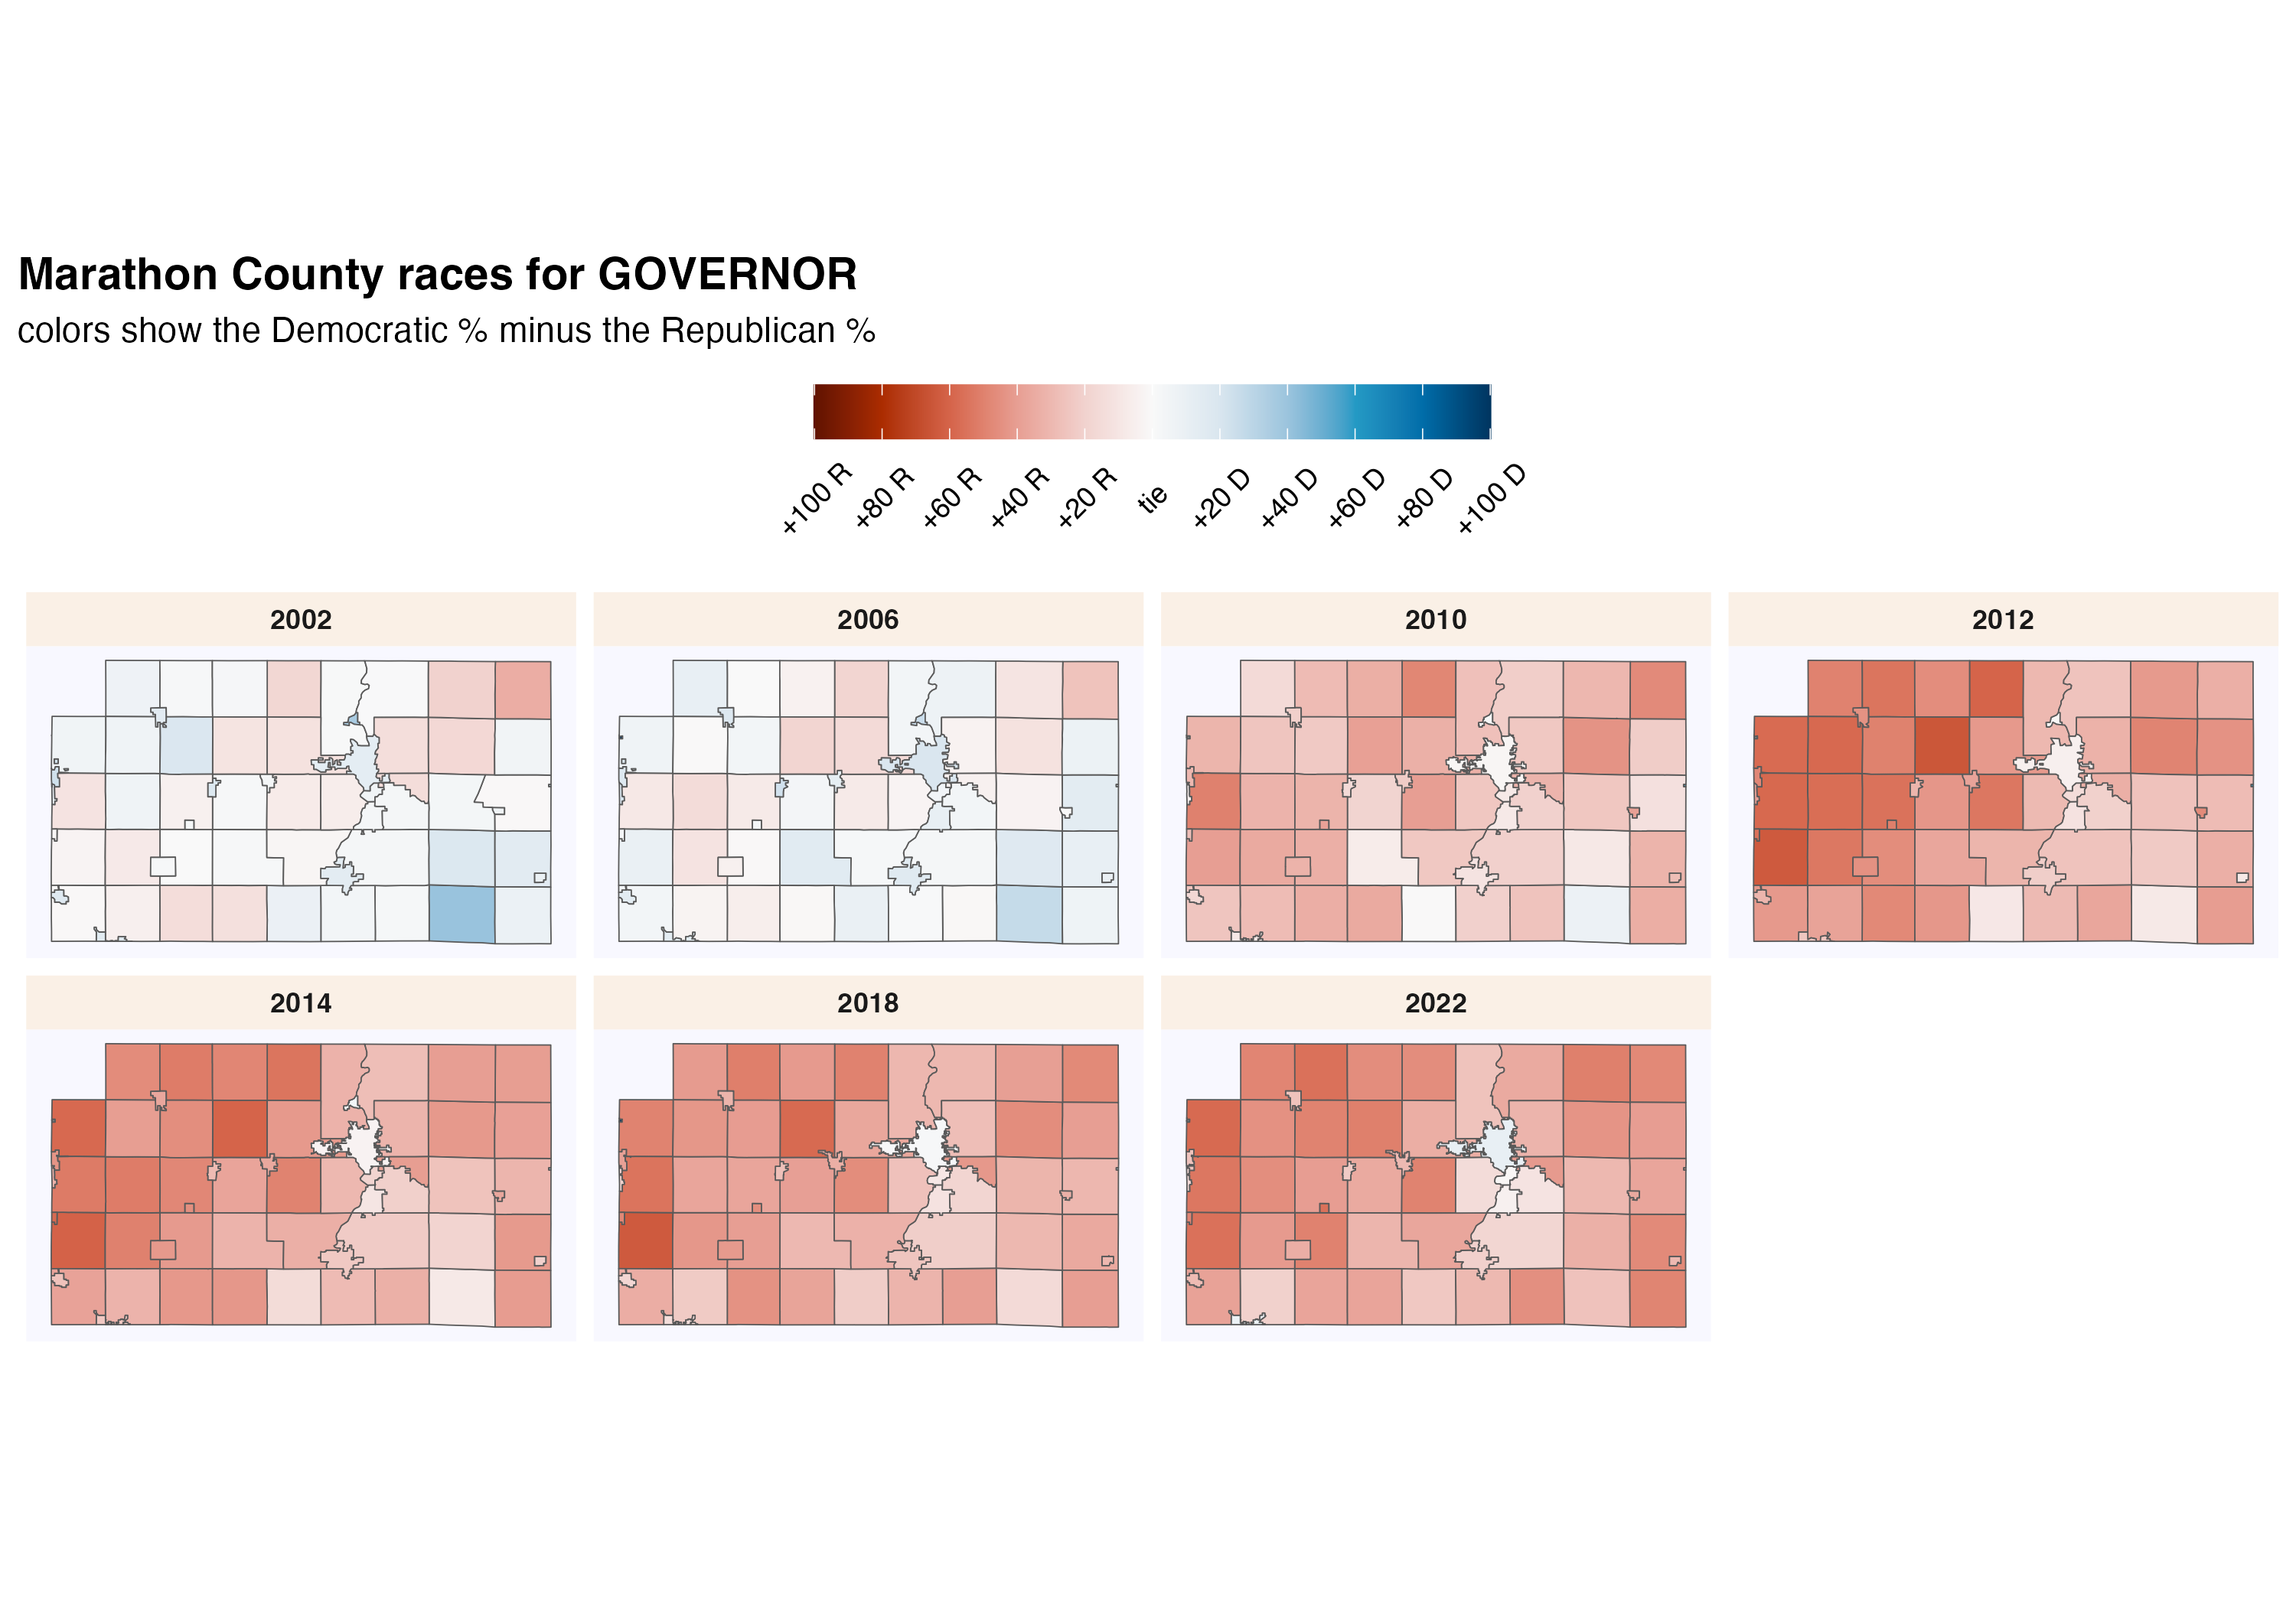 Marathon County races for GOVERNOR
colors show the Democratic % minus the Republican %
+100 R +80 R +60 R +40 R +20 R tie +20 D +40 D +60 D +80 D +100 D
2002 2006 2010 2012
2014 2018 2022